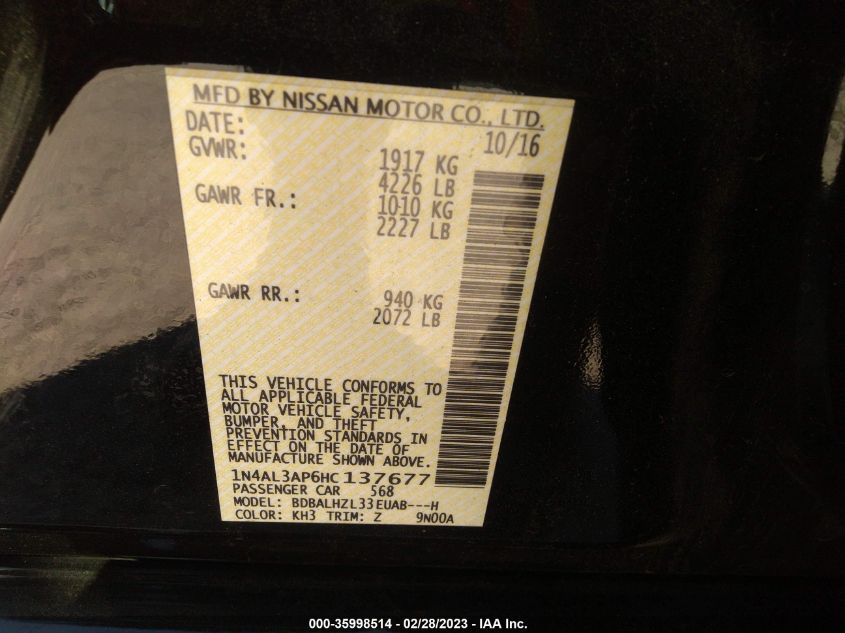 MFD BY NISSAN MOTOR CO., LTD.
DATE: 10/16
GVWR: 1917 KG
4226 LB
GAWR FR.: 1010 KG
2227 LB
GAWR RR.: 940 KG
2072 LB
THIS VEHICLE CONFORMS TO
ALL APPLICABLE FEDERAL
MOTOR VEHICLE SAFETY,
BUMPER, AND THEFT
PREVENTION STANDARDS IN
EFFECT ON THE DATE OF
MANUFACTURE SHOWN ABOVE.
1N4AL3AP6HC 137677
PASSENGER CAR 568
MODEL: BDBALHZL33EUAB---H
COLOR: KH3 TRIM: Z 9N00A
000-35998514 / 02/28/2023 - IAA Inc.